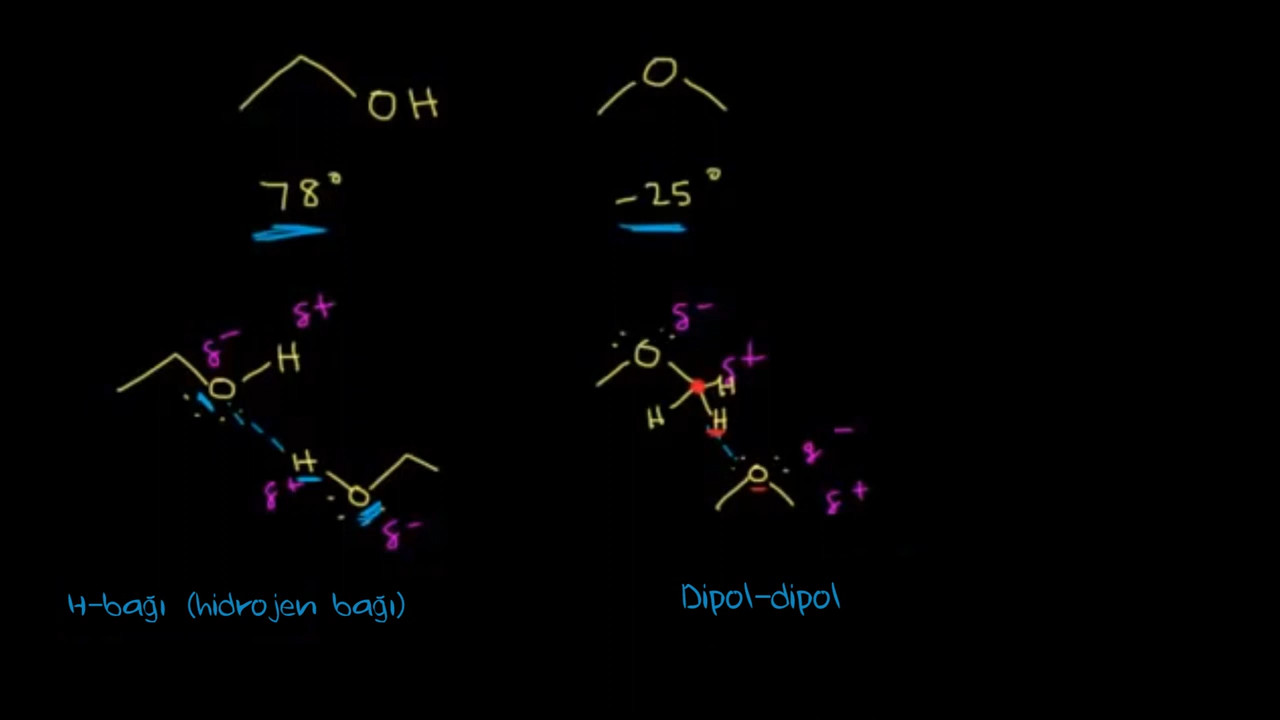 OH
O
78°
-25°
δ-
δ+
O
H
H
δ+
O
δ-
δ-
O
δ+
H
H
H
O
δ-
δ+
H-bağı (hidrojen bağı)
Dipol-dipol